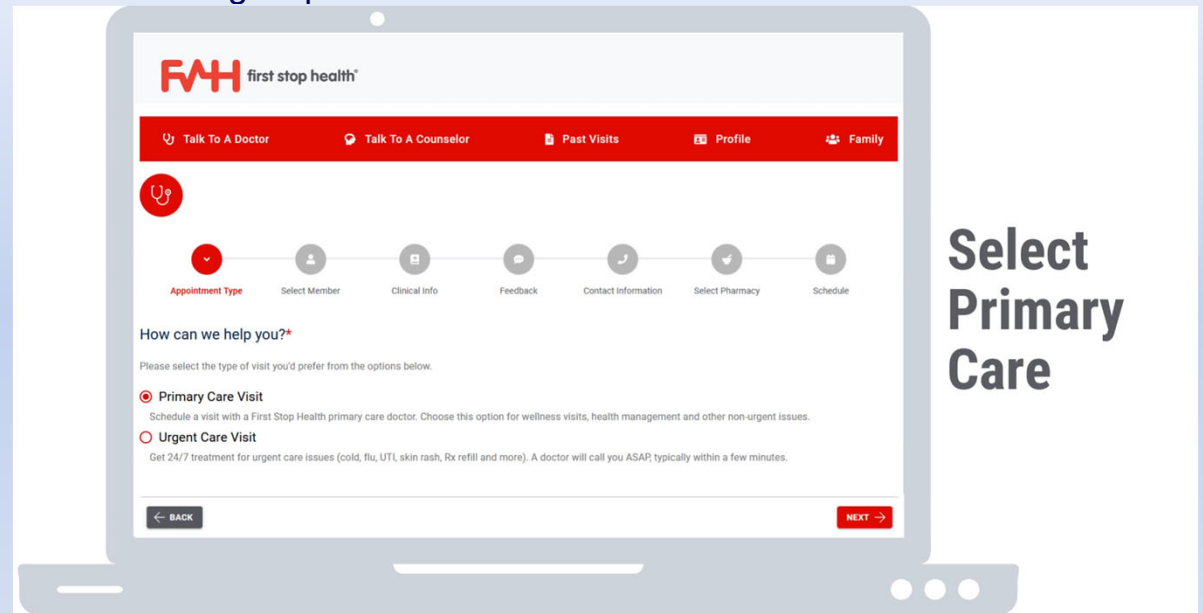 FAH first stop health®
Talk To A Doctor Talk To A Counselor Past Visits Profile Family
Appointment Type Select Member Clinical Info Feedback Contact Information Select Pharmacy Schedule
How can we help you?*
Please select the type of visit you'd prefer from the options below.
Primary Care Visit
Schedule a visit with a First Stop Health primary care doctor. Choose this option for wellness visits, health management and other non-urgent issues.
Urgent Care Visit
Get 24/7 treatment for urgent care issues (cold, flu, UTI, skin rash, Rx refill and more). A doctor will call you ASAP, typically within a few minutes.
BACK NEXT
Select
Primary
Care